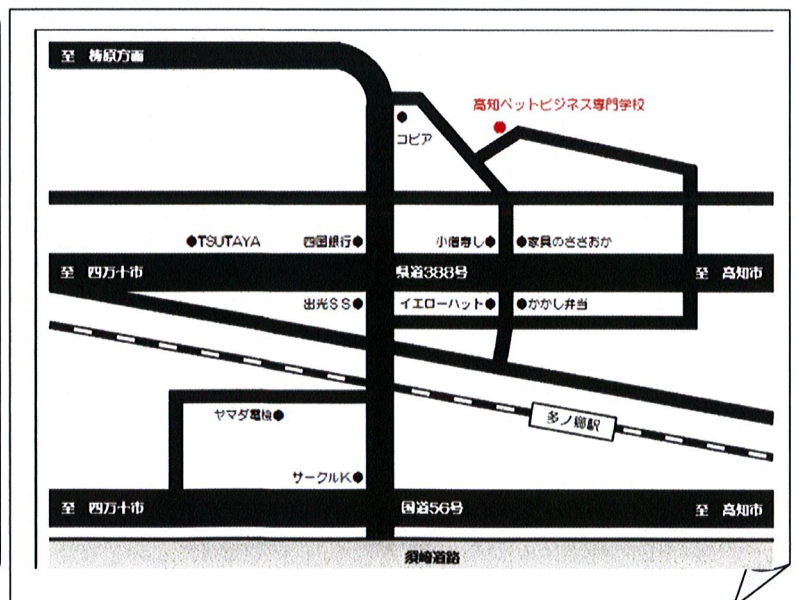 至 梼原方面
高知ペットビジネス専門学校
コピア
TSUTAYA
四国銀行
小僧寿し
家具のささおか
至 四万十市
県道388号
至 高知市
出光SS
イエローハット
かかし弁当
多ノ郷駅
ヤマダ電機
サークルK
至 四万十市
国道56号
至 高知市
須崎道路